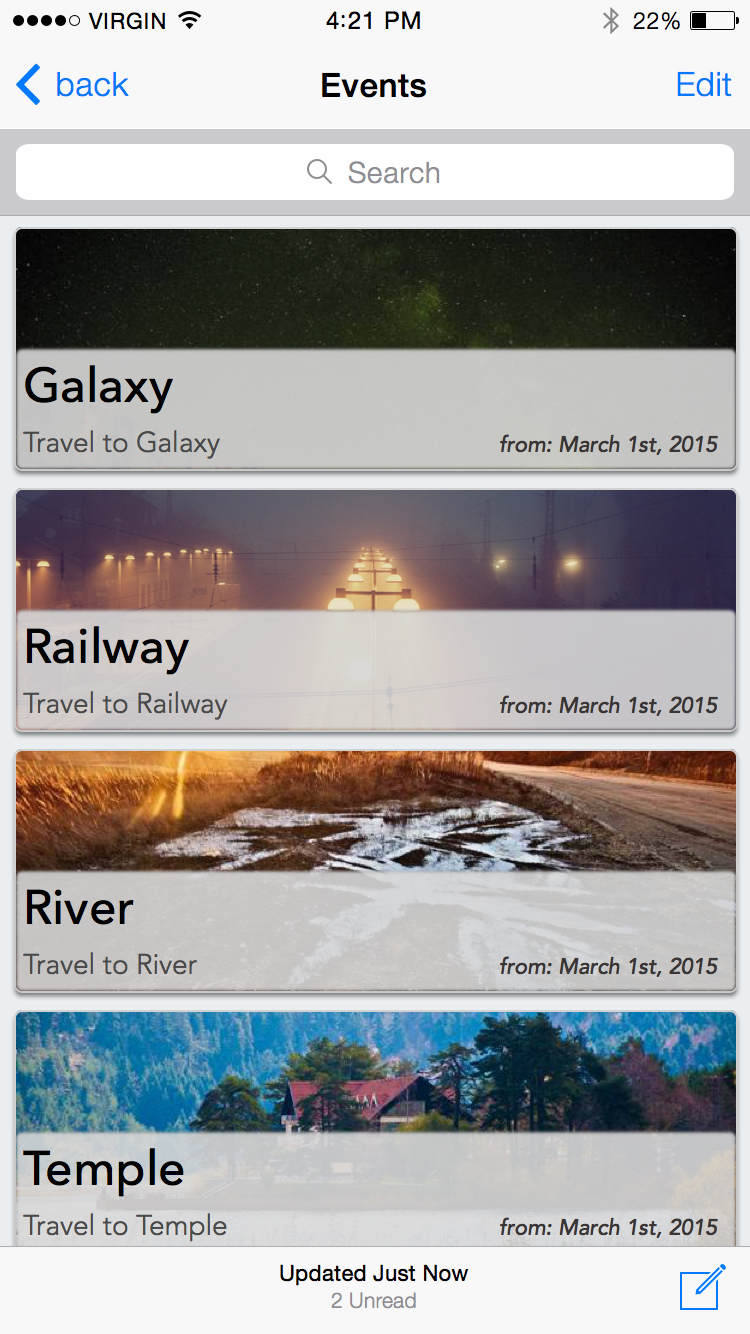 VIRGIN 4:21 PM 22%
back Events Edit
Search
Galaxy
Travel to Galaxy from: March 1st, 2015
Railway
Travel to Railway from: March 1st, 2015
River
Travel to River from: March 1st, 2015
Temple
Travel to Temple from: March 1st, 2015
Updated Just Now
2 Unread